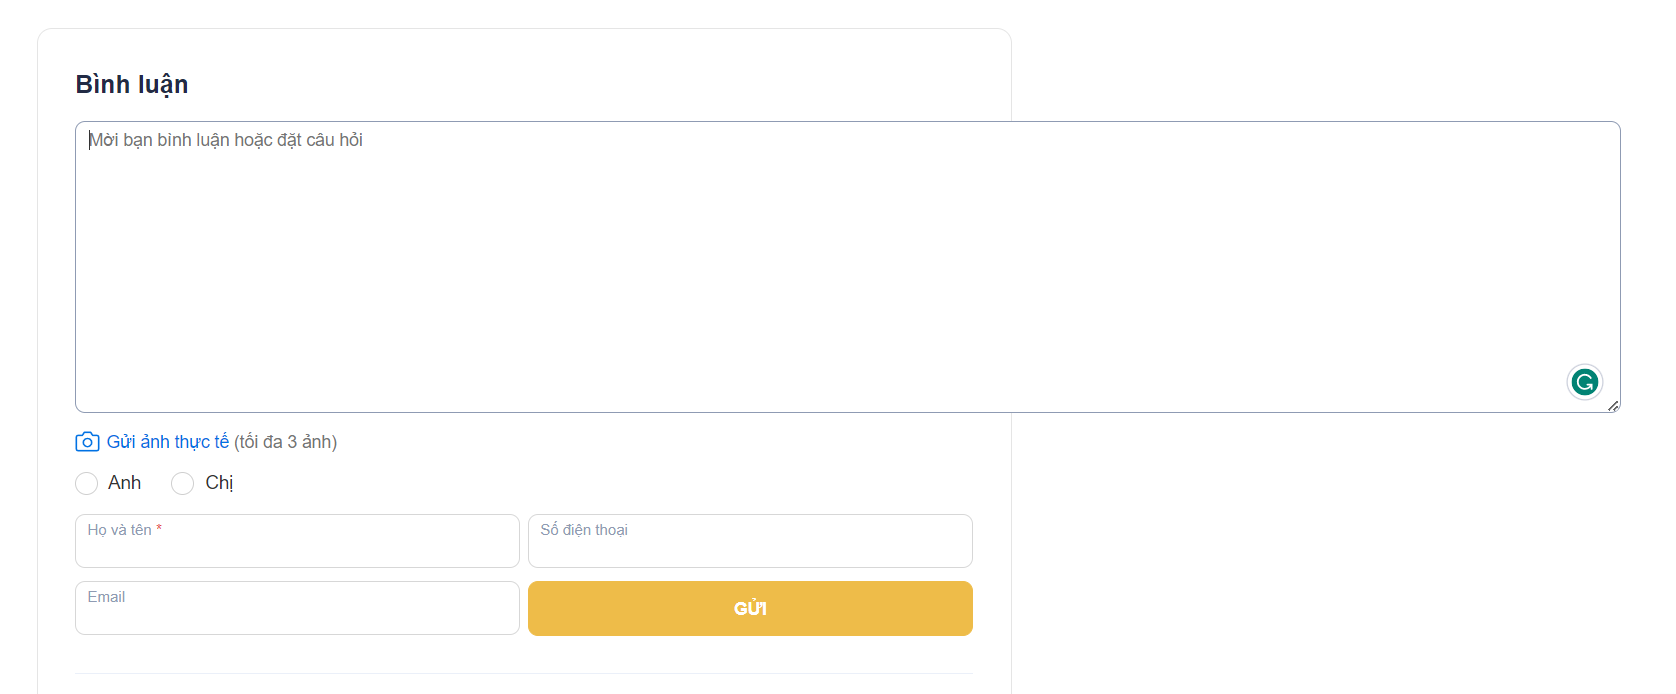 Bình luận
Mời bạn bình luận hoặc đặt câu hỏi
Gửi ảnh thực tế (tối đa 3 ảnh)
Anh Chị
Họ và tên * Số điện thoại
Email GỬI